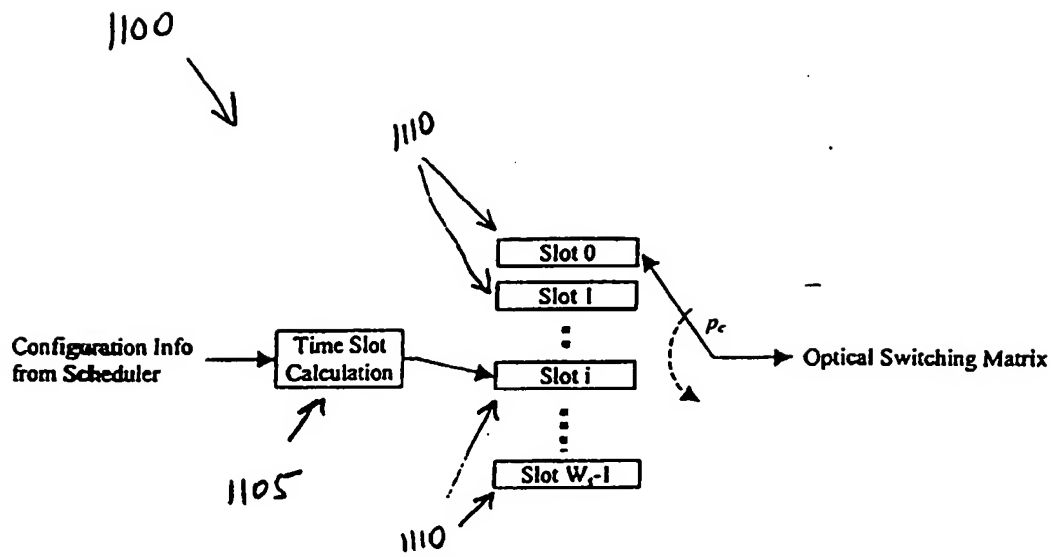 1100
1110
Slot 0
Slot 1
Configuration Info
from Scheduler
Time Slot
Calculation
Slot i
p_c
Optical Switching Matrix
Slot W_s-1
1105
1110